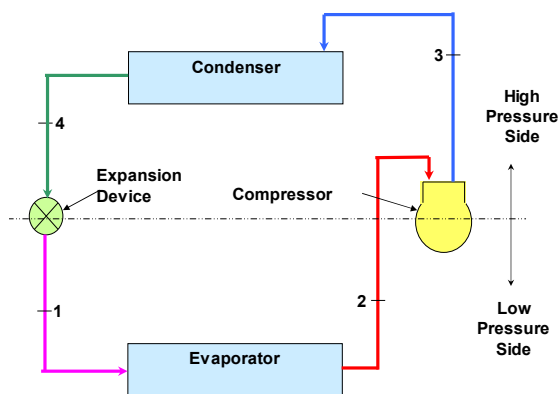 Condenser
3
High
Pressure
Side
4
Expansion
Device
Compressor
1
2
Low
Pressure
Side
Evaporator